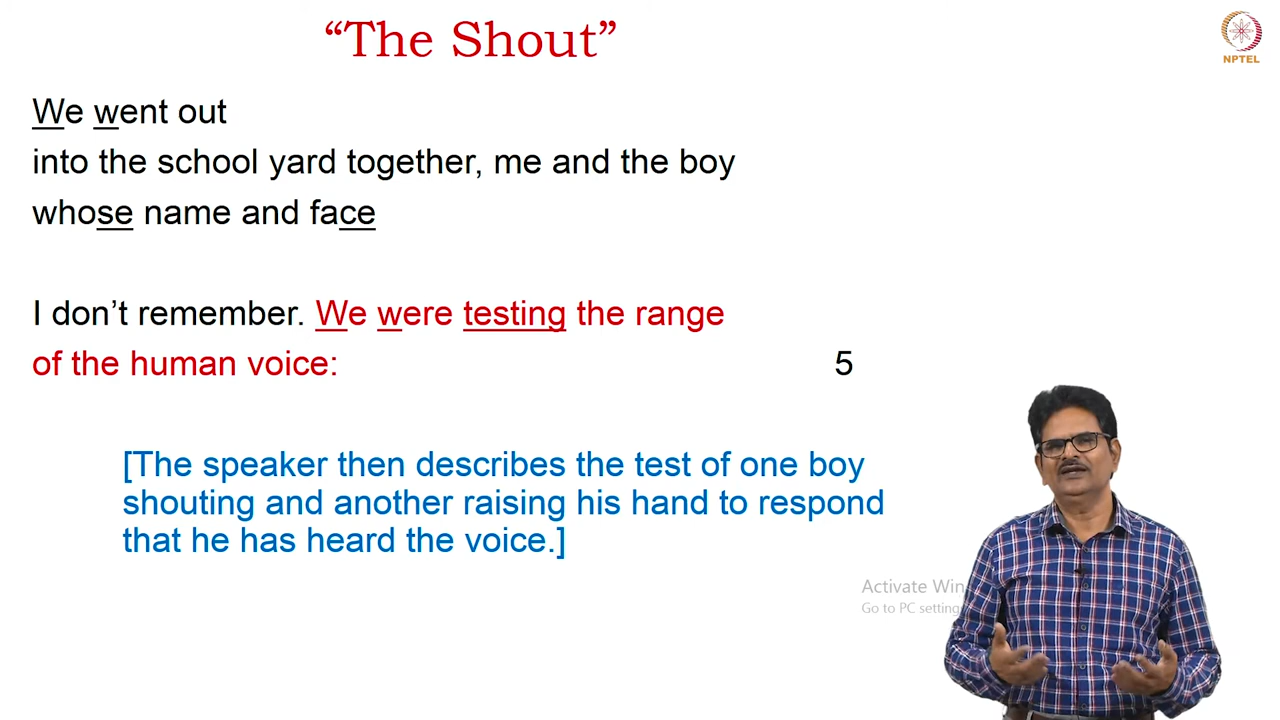 “The Shout”
NPTEL
We went out
into the school yard together, me and the boy
whose name and face
I don’t remember. We were testing the range
of the human voice: 5
[The speaker then describes the test of one boy
shouting and another raising his hand to respond
that he has heard the voice.]
Activate Win
Go to PC setting